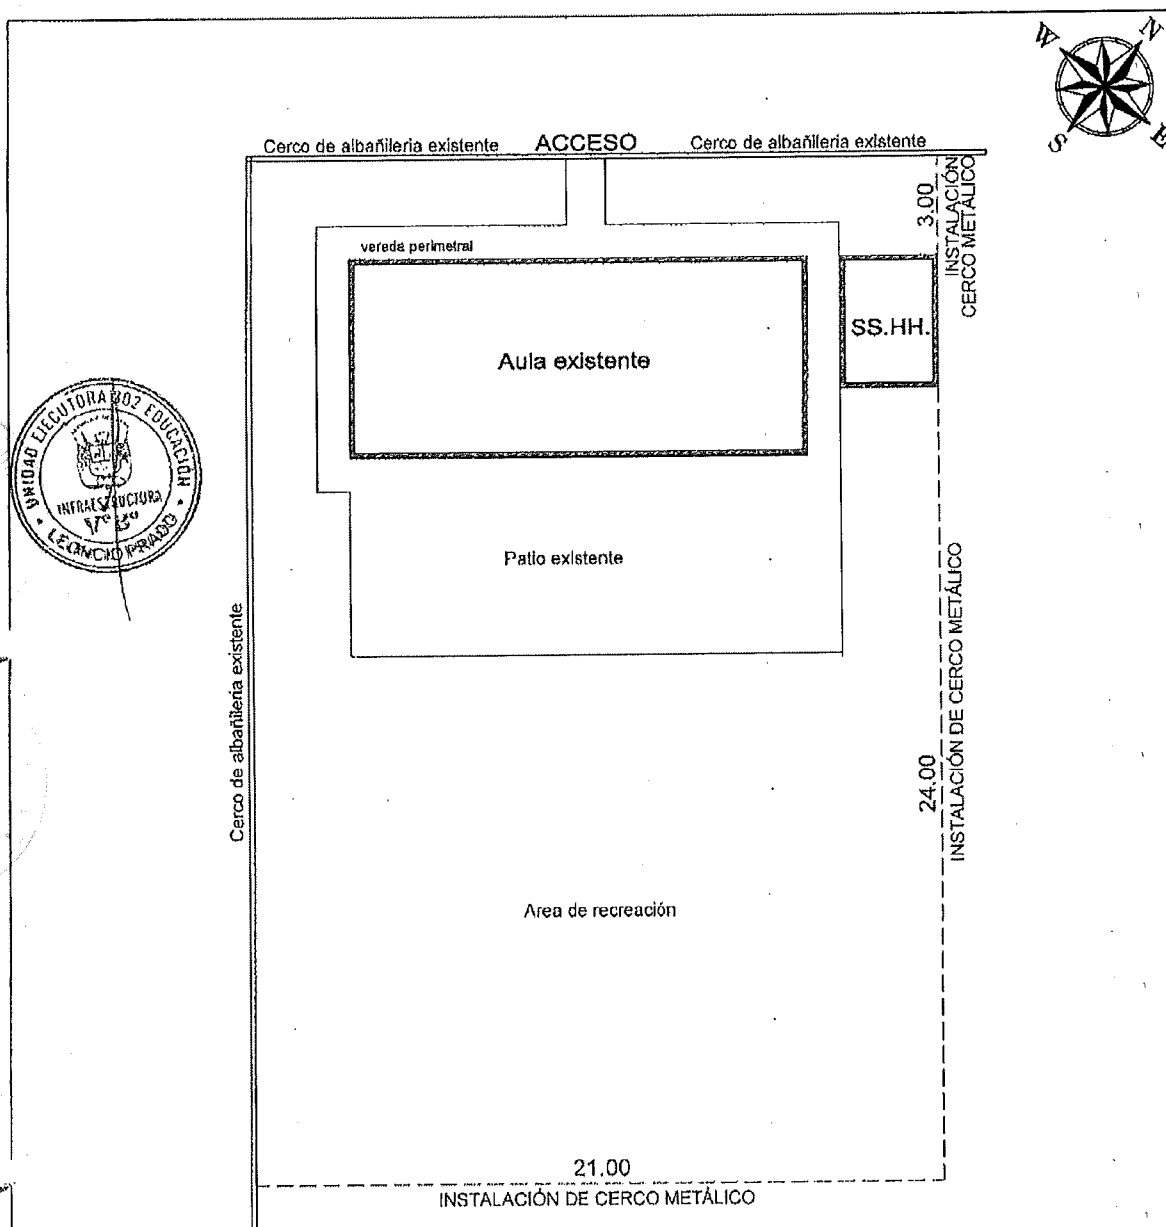 W
N
S
E
Cerco de albañileria existente
ACCESO
Cerco de albañileria existente
3.00
INSTALACIÓN
CERCO METÁLICO
vereda perimetral
SS.HH.
Aula existente
UNIDAD EJECUTORA 302 EDUCACIÓN
INFRAESTRUCTURA
V° B°
LEONCIO PRADO
Patio existente
Cerco de albañileria existente
24.00
INSTALACIÓN DE CERCO METÁLICO
Area de recreación
21.00
INSTALACIÓN DE CERCO METÁLICO